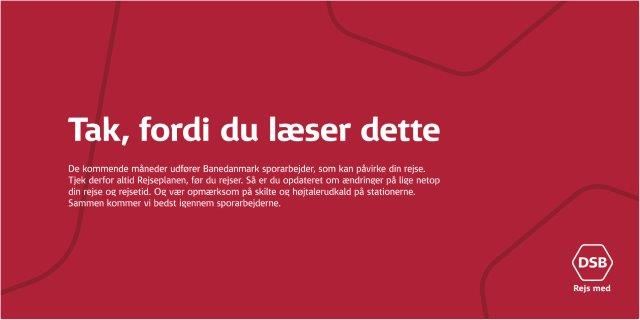 Tak, fordi du læser dette
De kommende måneder udfører Banedanmark sporarbejder, som kan påvirke din rejse.
Tjek derfor altid Rejseplanen, før du rejser. Så er du opdateret om ændringer på lige netop
din rejse og rejsetid. Og vær opmærksom på skilte og højtalerudkald på stationerne.
Sammen kommer vi bedst igennem sporarbejderne.
DSB
Rejs med